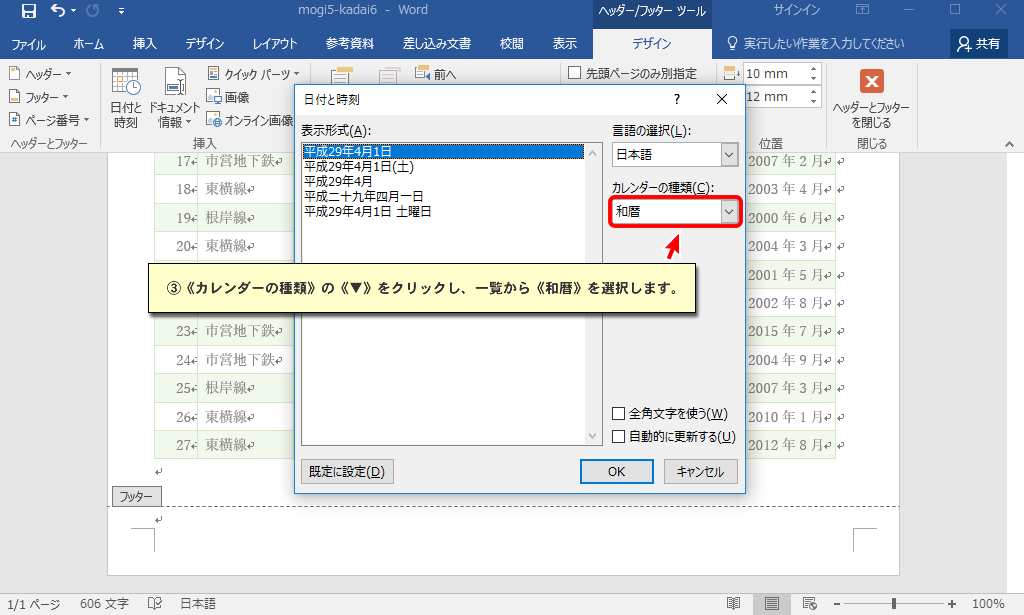 mogi5-kadai6 - Word
ヘッダー/フッター ツール
サインイン
ファイル
ホーム
挿入
デザイン
レイアウト
参考資料
差し込み文書
校閲
表示
デザイン
実行したい作業を入力してください
共有
ヘッダー
フッター
ページ番号
ヘッダーとフッター
日付と
時刻
ドキュメント
情報
クイック パーツ
画像
オンライン画像
挿入
前へ
先頭ページのみ別指定
10 mm
12 mm
位置
ヘッダーとフッター
を閉じる
閉じる
日付と時刻
?
表示形式(A):
平成29年4月1日
平成29年4月1日(土)
平成29年4月
平成二十九年四月一日
平成29年4月1日 土曜日
言語の選択(L):
日本語
カレンダーの種類(C):
和暦
③《カレンダーの種類》の《▼》をクリックし、一覧から《和暦》を選択します。
全角文字を使う(W)
自動的に更新する(U)
既定に設定(D)
OK
キャンセル
17 市営地下鉄 2007 年 2 月
18 東横線 2003 年 4 月
19 根岸線 2000 年 6 月
20 東横線 2004 年 3 月
2001 年 5 月
2002 年 8 月
23 市営地下鉄 2015 年 7 月
24 市営地下鉄 2004 年 9 月
25 根岸線 2007 年 3 月
26 東横線 2010 年 1 月
27 東横線 2012 年 8 月
フッター
1/1 ページ
606 文字
日本語
100%